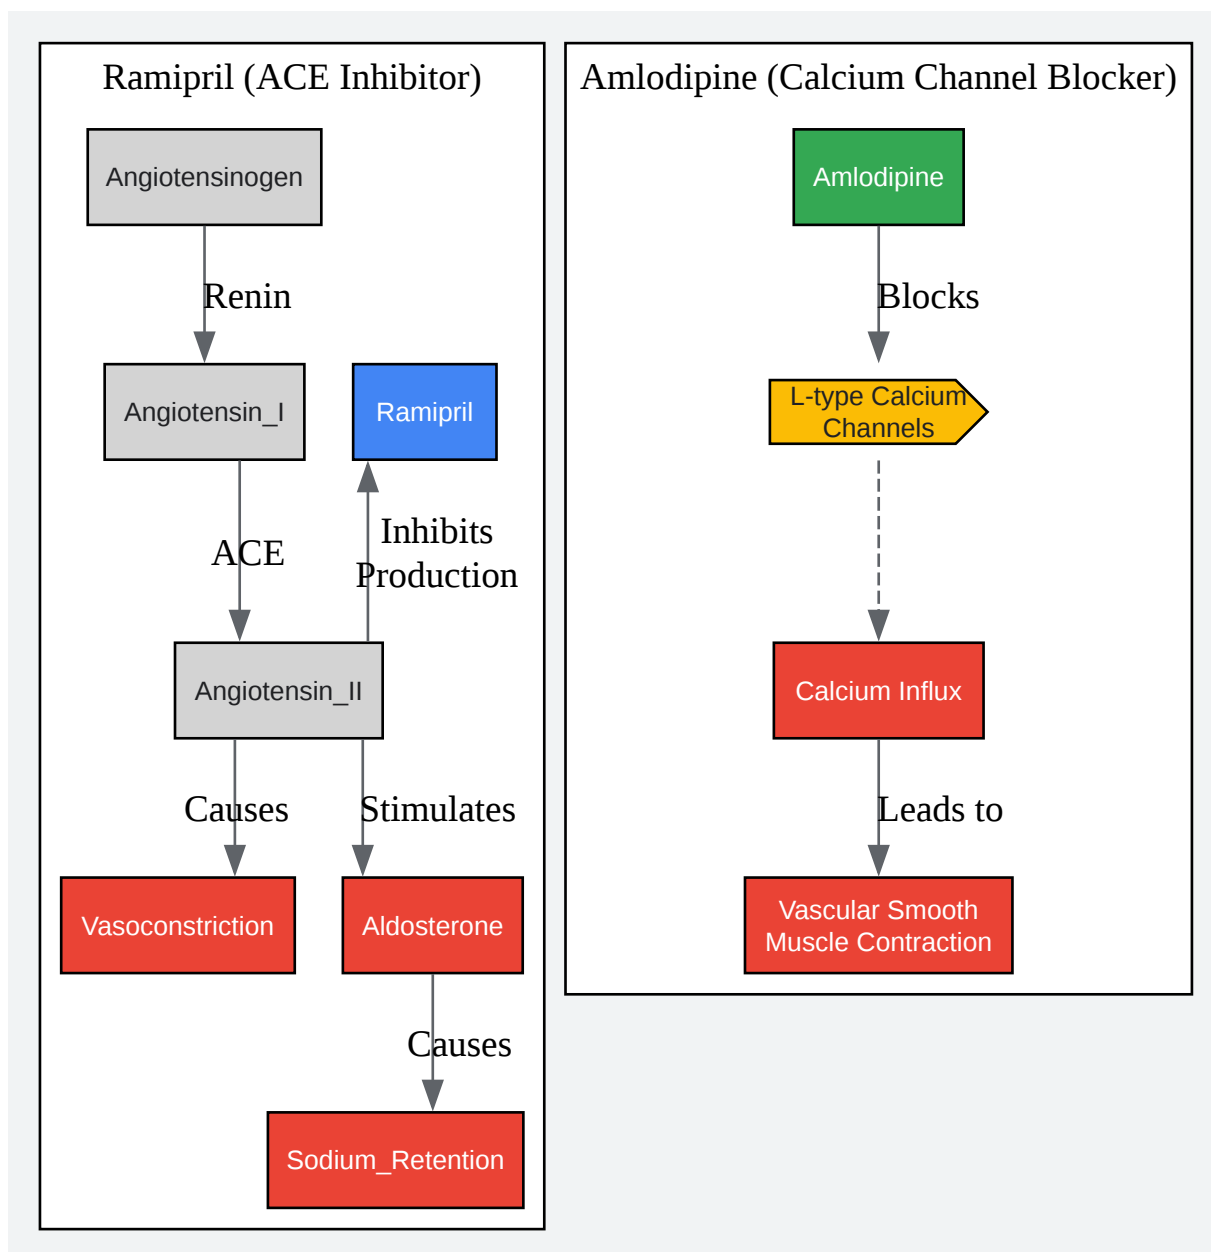 Ramipril (ACE Inhibitor)
Angiotensinogen
Renin
Angiotensin_I
Ramipril
ACE
Inhibits
Production
Angiotensin_II
Causes
Stimulates
Vasoconstriction
Aldosterone
Causes
Sodium_Retention
Amlodipine (Calcium Channel Blocker)
Amlodipine
Blocks
L-type Calcium
Channels
Calcium Influx
Leads to
Vascular Smooth
Muscle Contraction